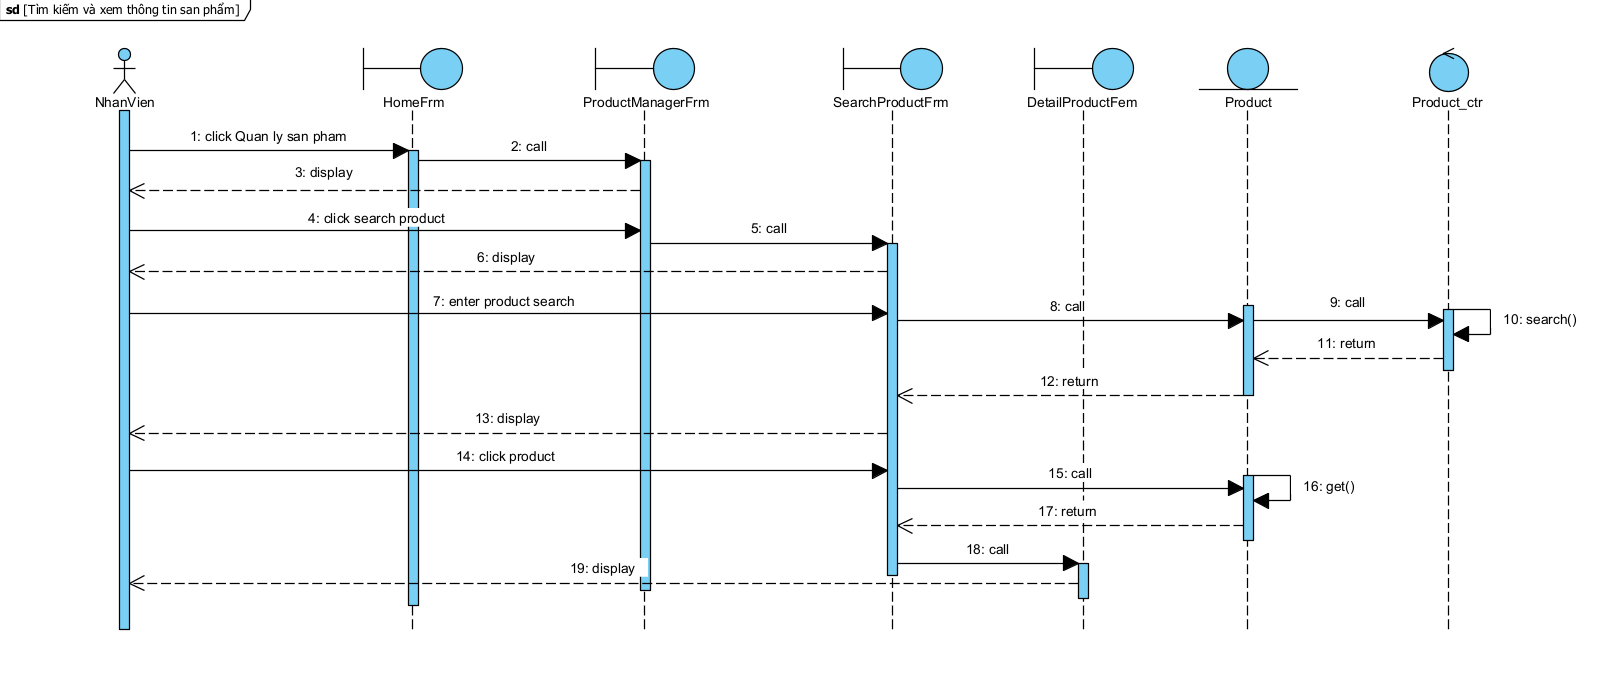 sd [Tìm kiếm và xem thông tin san phẩm]
NhanVien
HomeFrm
ProductManagerFrm
SearchProductFrm
DetailProductFem
Product
Product_ctr
1: click Quan ly san pham
2: call
3: display
4: click search product
5: call
6: display
7: enter product search
8: call
9: call
10: search()
11: return
12: return
13: display
14: click product
15: call
16: get()
17: return
18: call
19: display